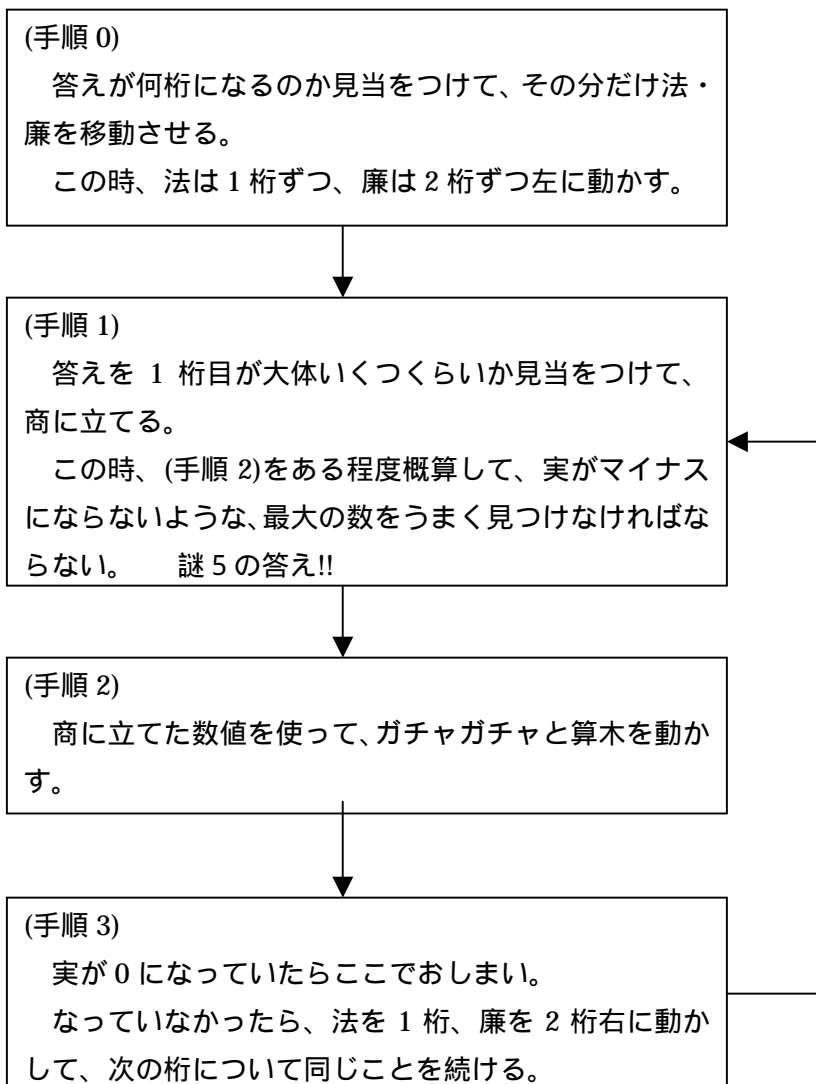 (手順 0)
答えが何桁になるのか見当をつけて、その分だけ法・
廉を移動させる。
この時、法は 1 桁ずつ、廉は 2 桁ずつ左に動かす。
(手順 1)
答えを 1 桁目が大体いくつくらいか見当をつけて、
商に立てる。
この時、(手順 2)をある程度概算して、実がマイナス
にならないような、最大の数をうまく見つけなければな
らない。 謎 5 の答え!!
(手順 2)
商に立てた数値を使って、ガチャガチャと算木を動か
す。
(手順 3)
実が 0 になっていたらここでおしまい。
なっていなかったら、法を 1 桁、廉を 2 桁右に動か
して、次の桁について同じことを続ける。